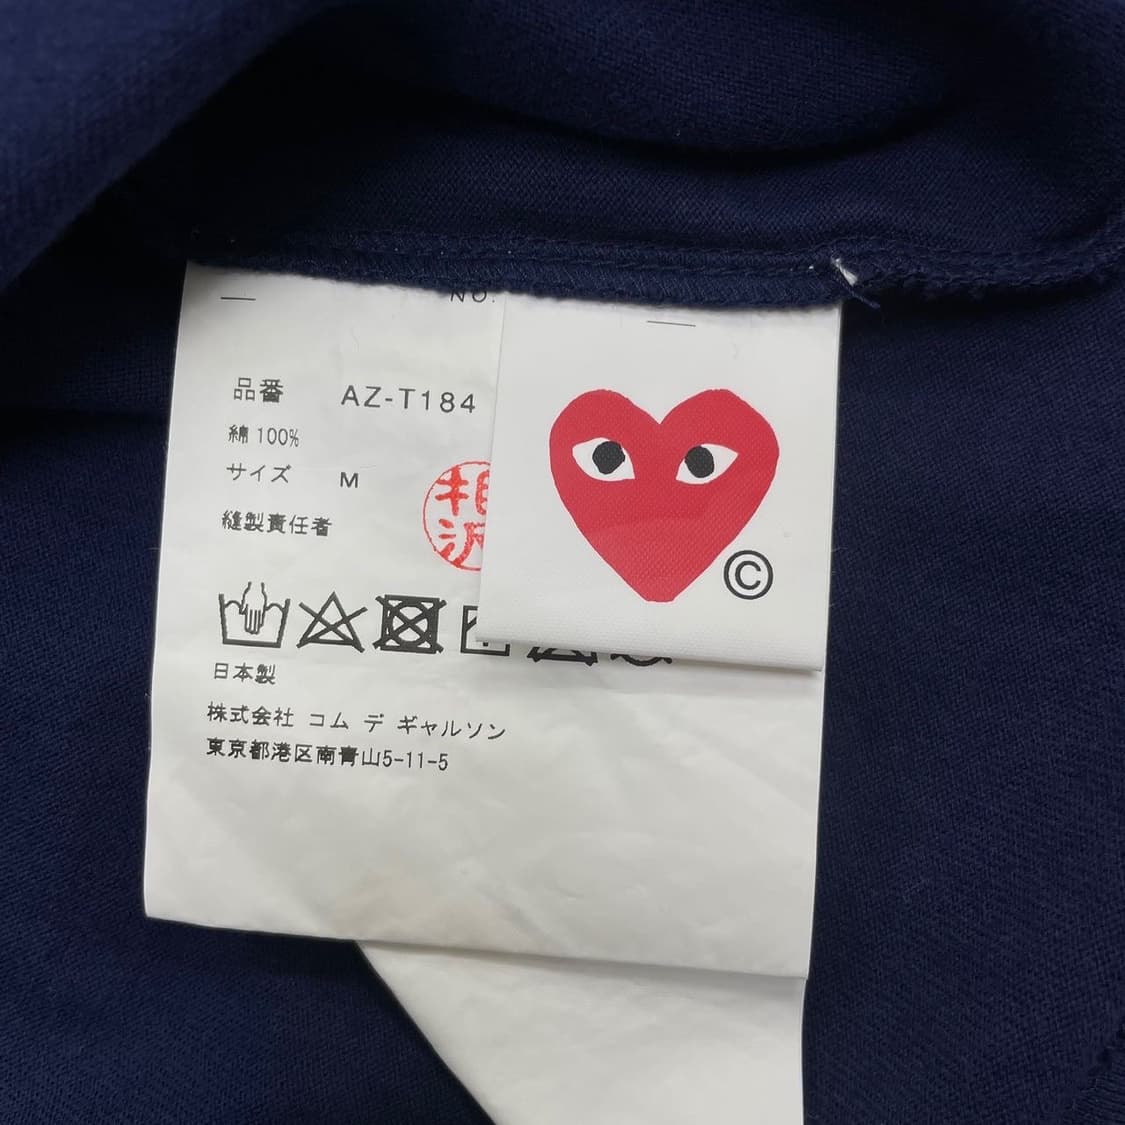 NO.
品番 AZ-T184
綿 100%
サイズ M
縫製責任者
相沢
©
日本製
株式会社 コム デ ギャルソン
東京都港区南青山5-11-5